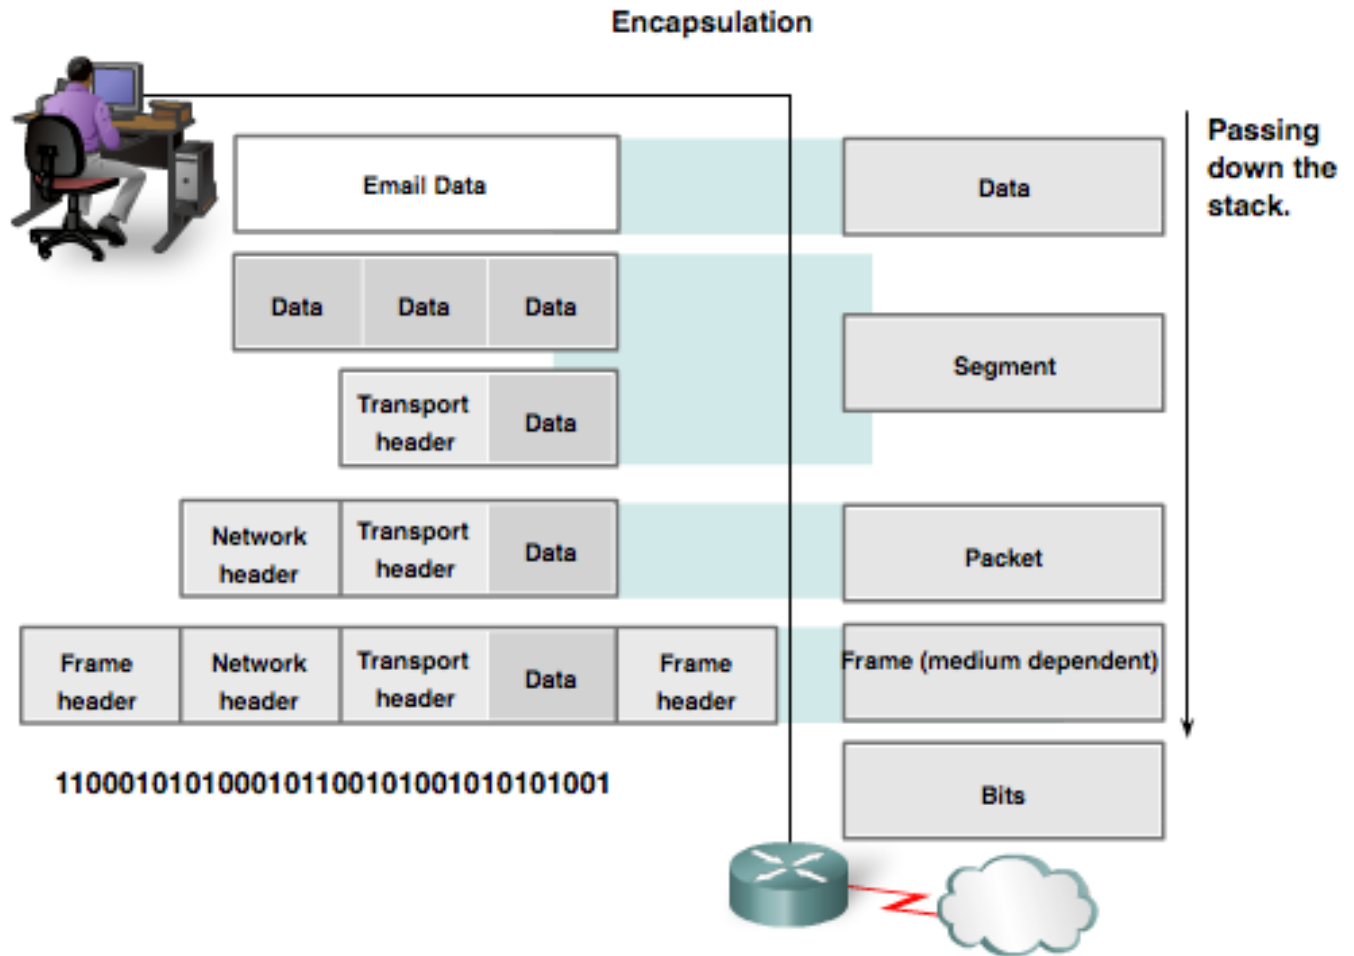 Encapsulation
Passing
down the
stack.
Email Data
Data
Data Data Data
Segment
Transport
header
Data
Network
header
Transport
header
Data
Packet
Frame
header
Network
header
Transport
header
Data
Frame
header
Frame (medium dependent)
1100010101000101100101001010101001
Bits